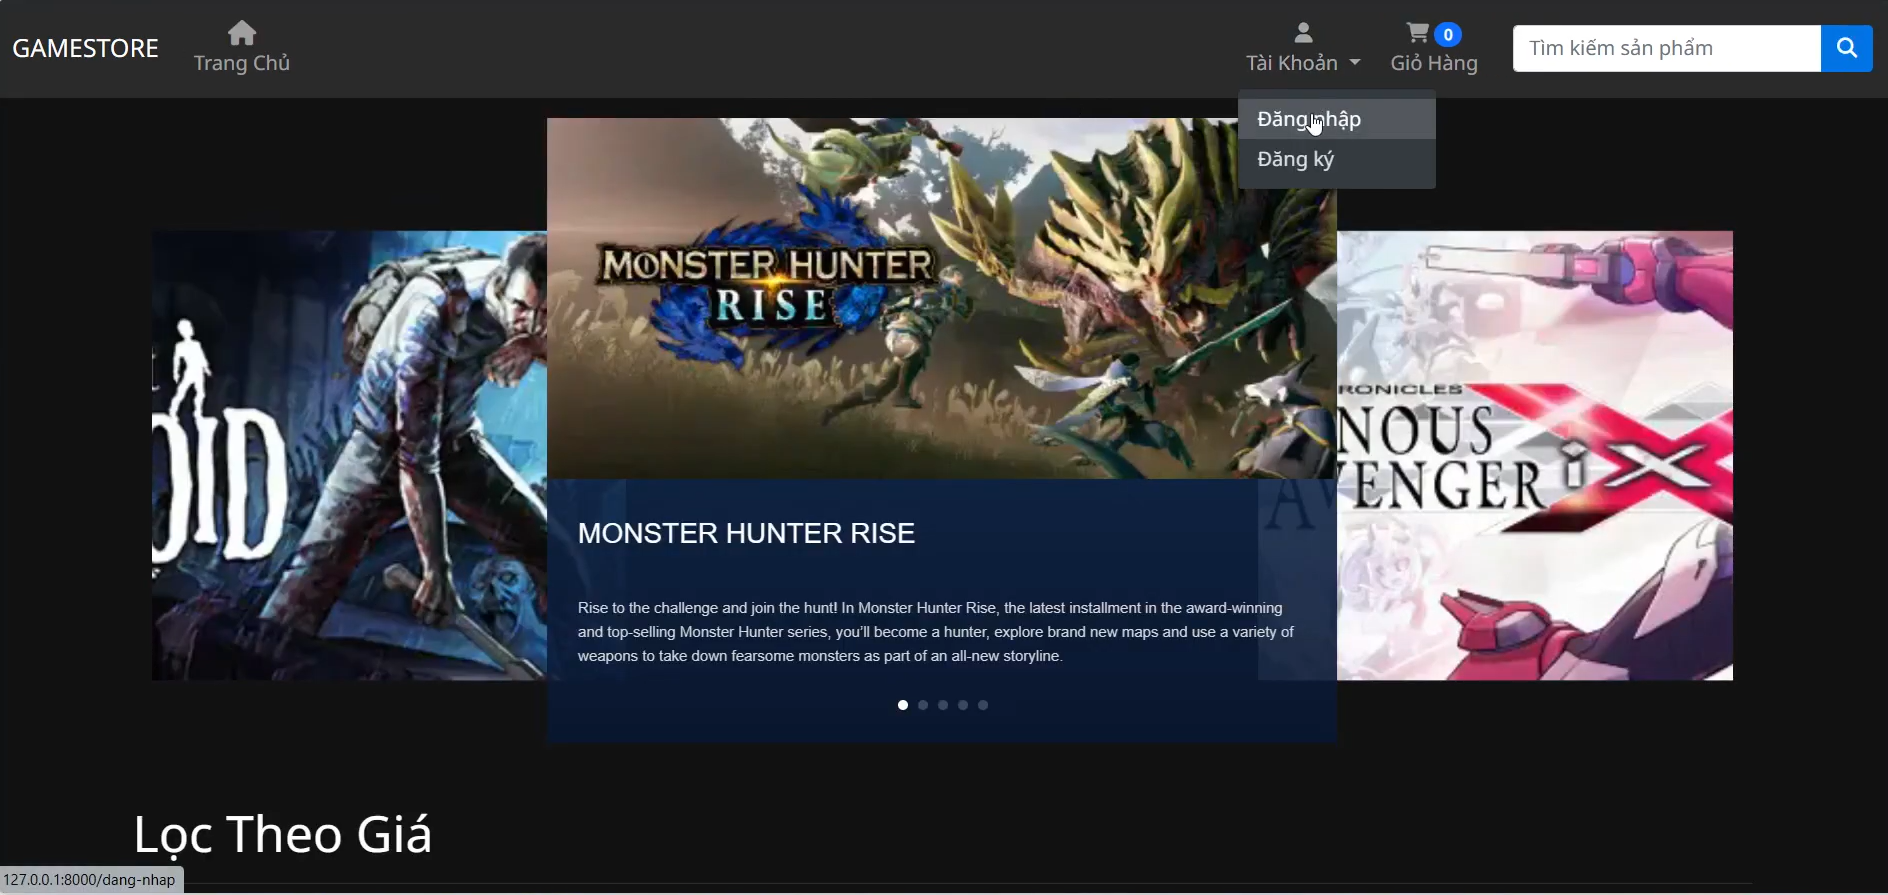 GAMESTORE
Trang Chủ
Tài Khoản
0
Giỏ Hàng
Tìm kiếm sản phẩm
Đăng nhập
Đăng ký
MONSTER HUNTER
RISE
OID
RONICLES
NOUS
VENGER iX
MONSTER HUNTER RISE
Rise to the challenge and join the hunt! In Monster Hunter Rise, the latest installment in the award-winning
and top-selling Monster Hunter series, you'll become a hunter, explore brand new maps and use a variety of
weapons to take down fearsome monsters as part of an all-new storyline.
Lọc Theo Giá
127.0.0.1:8000/dang-nhap